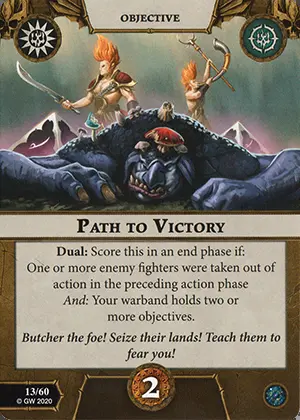 OBJECTIVE
PATH TO VICTORY
Dual: Score this in an end phase if:
One or more enemy fighters were taken out of
action in the preceding action phase
And: Your warband holds two or
more objectives.
Butcher the foe! Seize their lands! Teach them to
fear you!
13/60
© GW 2020
2